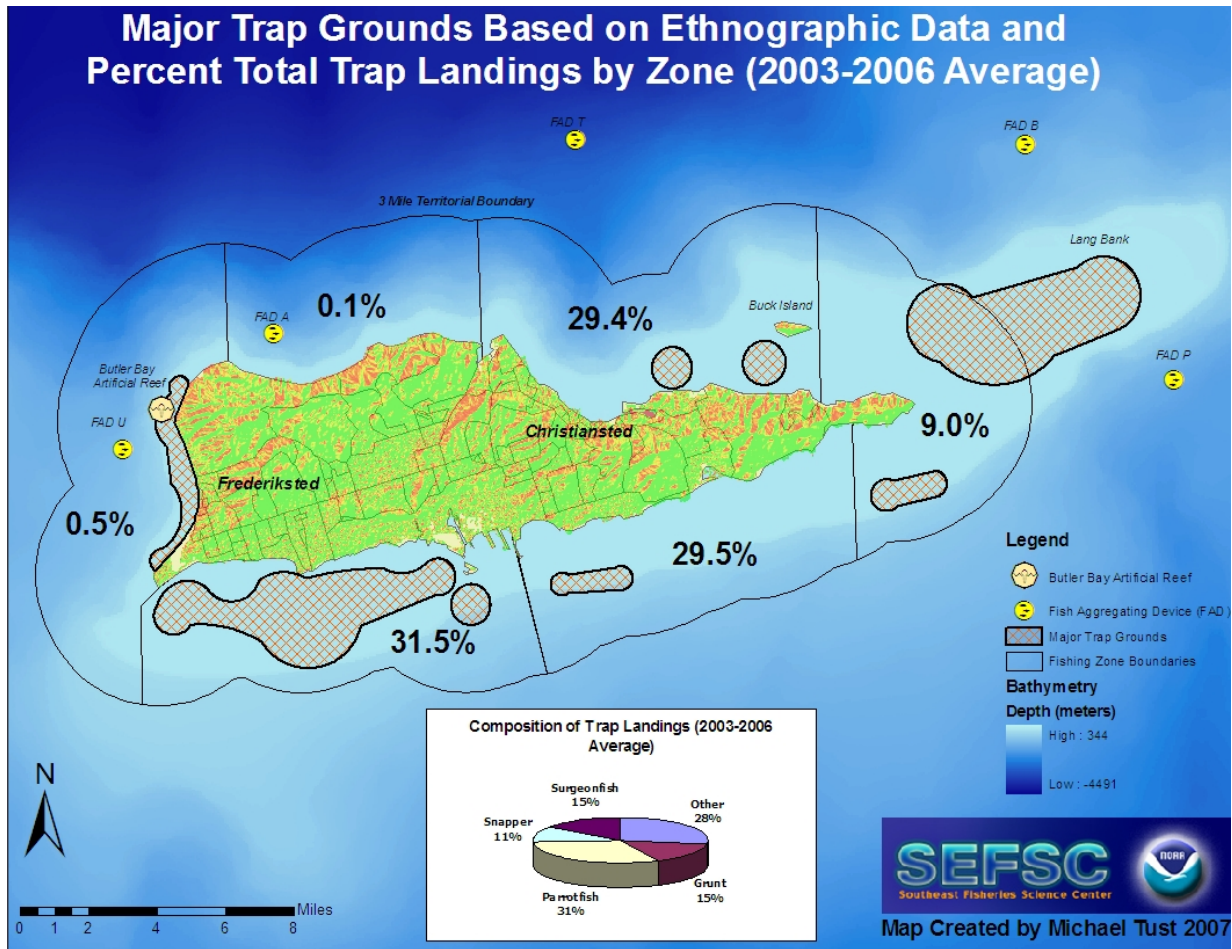 Major Trap Grounds Based on Ethnographic Data and
Percent Total Trap Landings by Zone (2003-2006 Average)
FAD T
FAD B
3 Mile Territorial Boundary
Lang Bank
0.1%
29.4%
Buck Island
FAD A
FAD P
Butler Bay
Artificial Reef
FAD U
9.0%
Christiansted
Frederiksted
0.5%
29.5%
31.5%
Legend
Butler Bay Artificial Reef
Fish Aggregating Device (FAD)
Major Trap Grounds
Fishing Zone Boundaries
Bathymetry
Depth (meters)
High : 344
Low : -4491
Composition of Trap Landings (2003-2006
Average)
Surgeonfish
15%
Other
28%
Snapper
11%
Grunt
15%
Parrotfish
31%
N
Miles
0 1 2 4 6 8
SEFSC
Southeast Fisheries Science Center
NOAA
Map Created by Michael Tust 2007